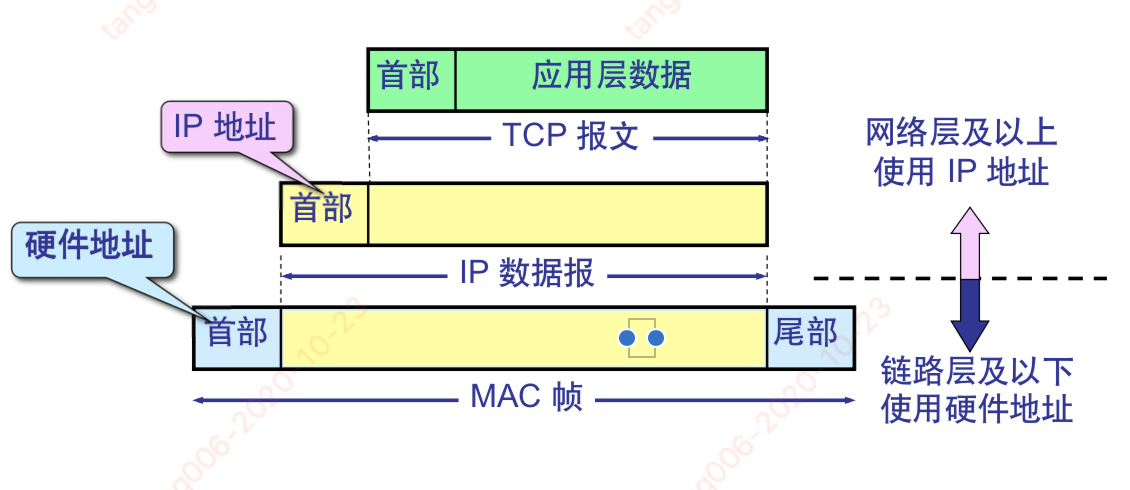 首部
应用层数据
IP 地址
TCP 报文
网络层及以上
使用 IP 地址
首部
硬件地址
IP 数据报
首部
尾部
MAC 帧
链路层及以下
使用硬件地址
tang
tang
g006-2020-10-23
g006-2020-10-23